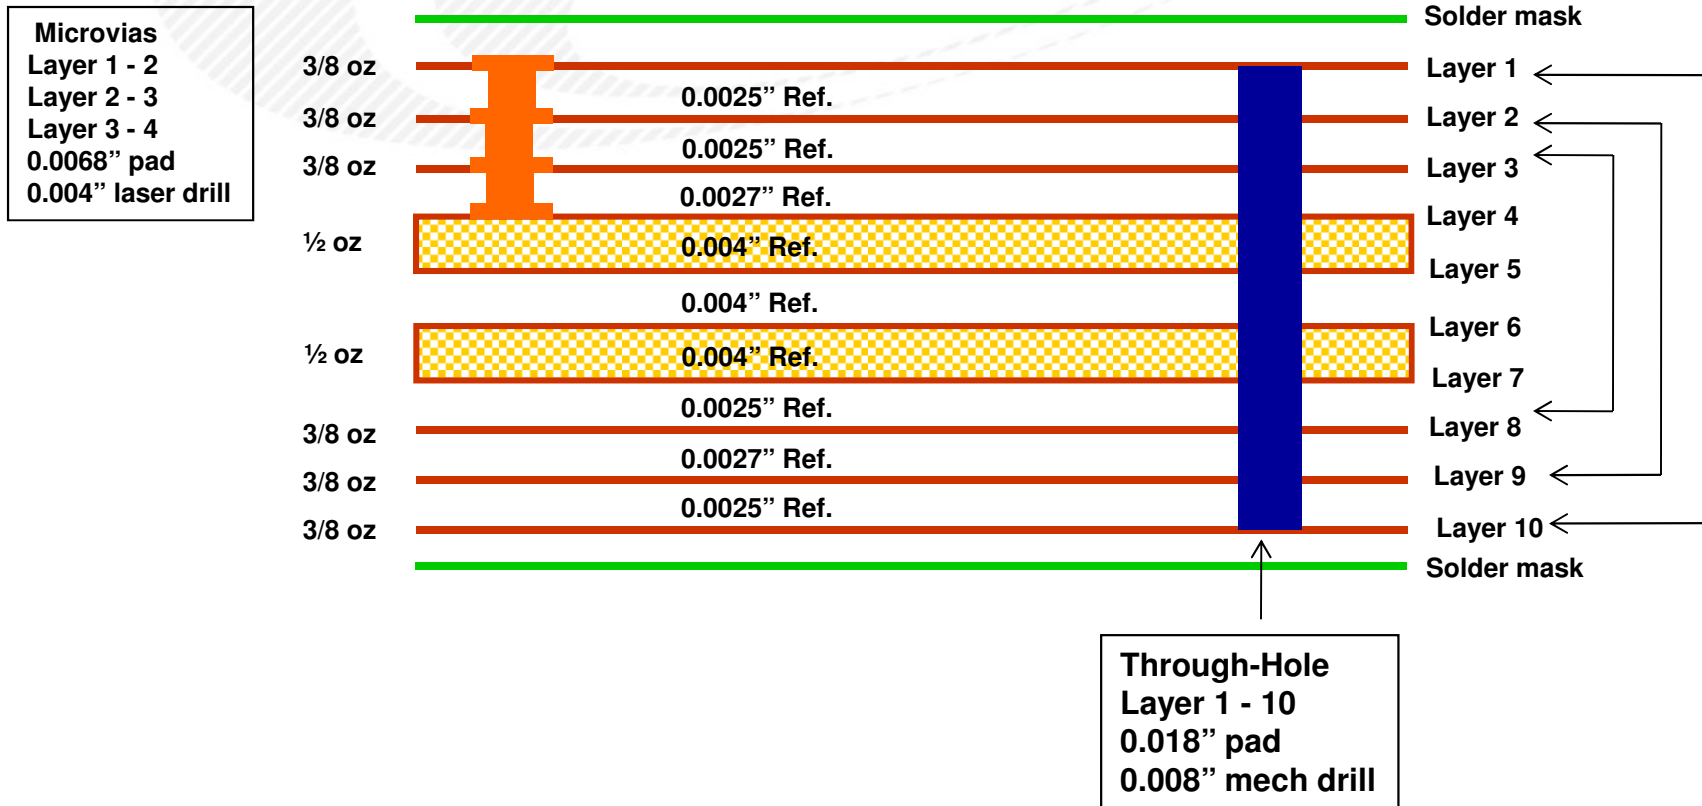 Microvias
Layer 1 - 2
Layer 2 - 3
Layer 3 - 4
0.0068” pad
0.004” laser drill
Solder mask
3/8 oz
Layer 1
0.0025” Ref.
3/8 oz
Layer 2
0.0025” Ref.
3/8 oz
Layer 3
0.0027” Ref.
Layer 4
½ oz
0.004” Ref.
Layer 5
0.004” Ref.
Layer 6
½ oz
0.004” Ref.
Layer 7
0.0025” Ref.
3/8 oz
Layer 8
0.0027” Ref.
3/8 oz
Layer 9
0.0025” Ref.
3/8 oz
Layer 10
Solder mask
Through-Hole
Layer 1 - 10
0.018” pad
0.008” mech drill